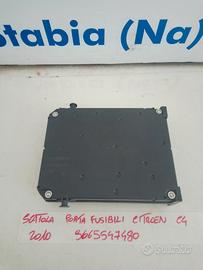 Stabia (Na)
SCATOLA PORTA FUSIBILI CITROEN C4
2010 9665547480